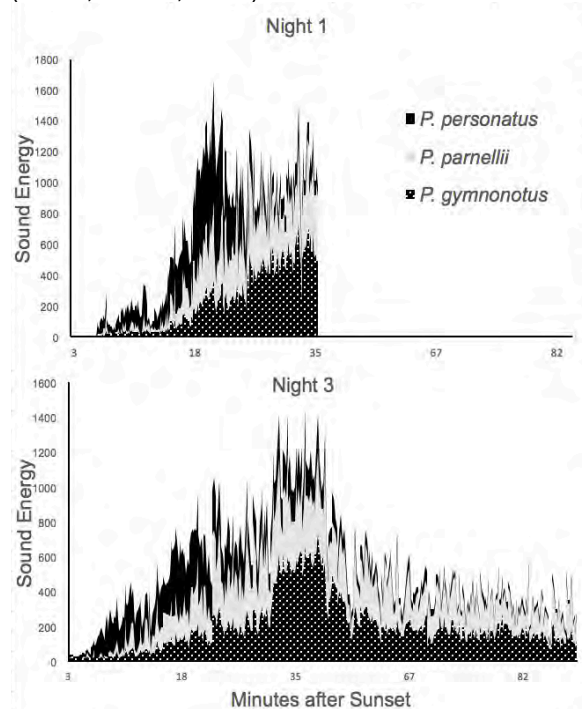 Night 1
1800
1600
1400
1200
1000
800
600
400
200
0
Sound Energy
P. personatus
P. parnellii
P. gymnonotus
3 18 35 67 82
Night 3
1600
1400
1200
1000
800
600
400
200
0
Sound Energy
3 18 35 67 82
Minutes after Sunset